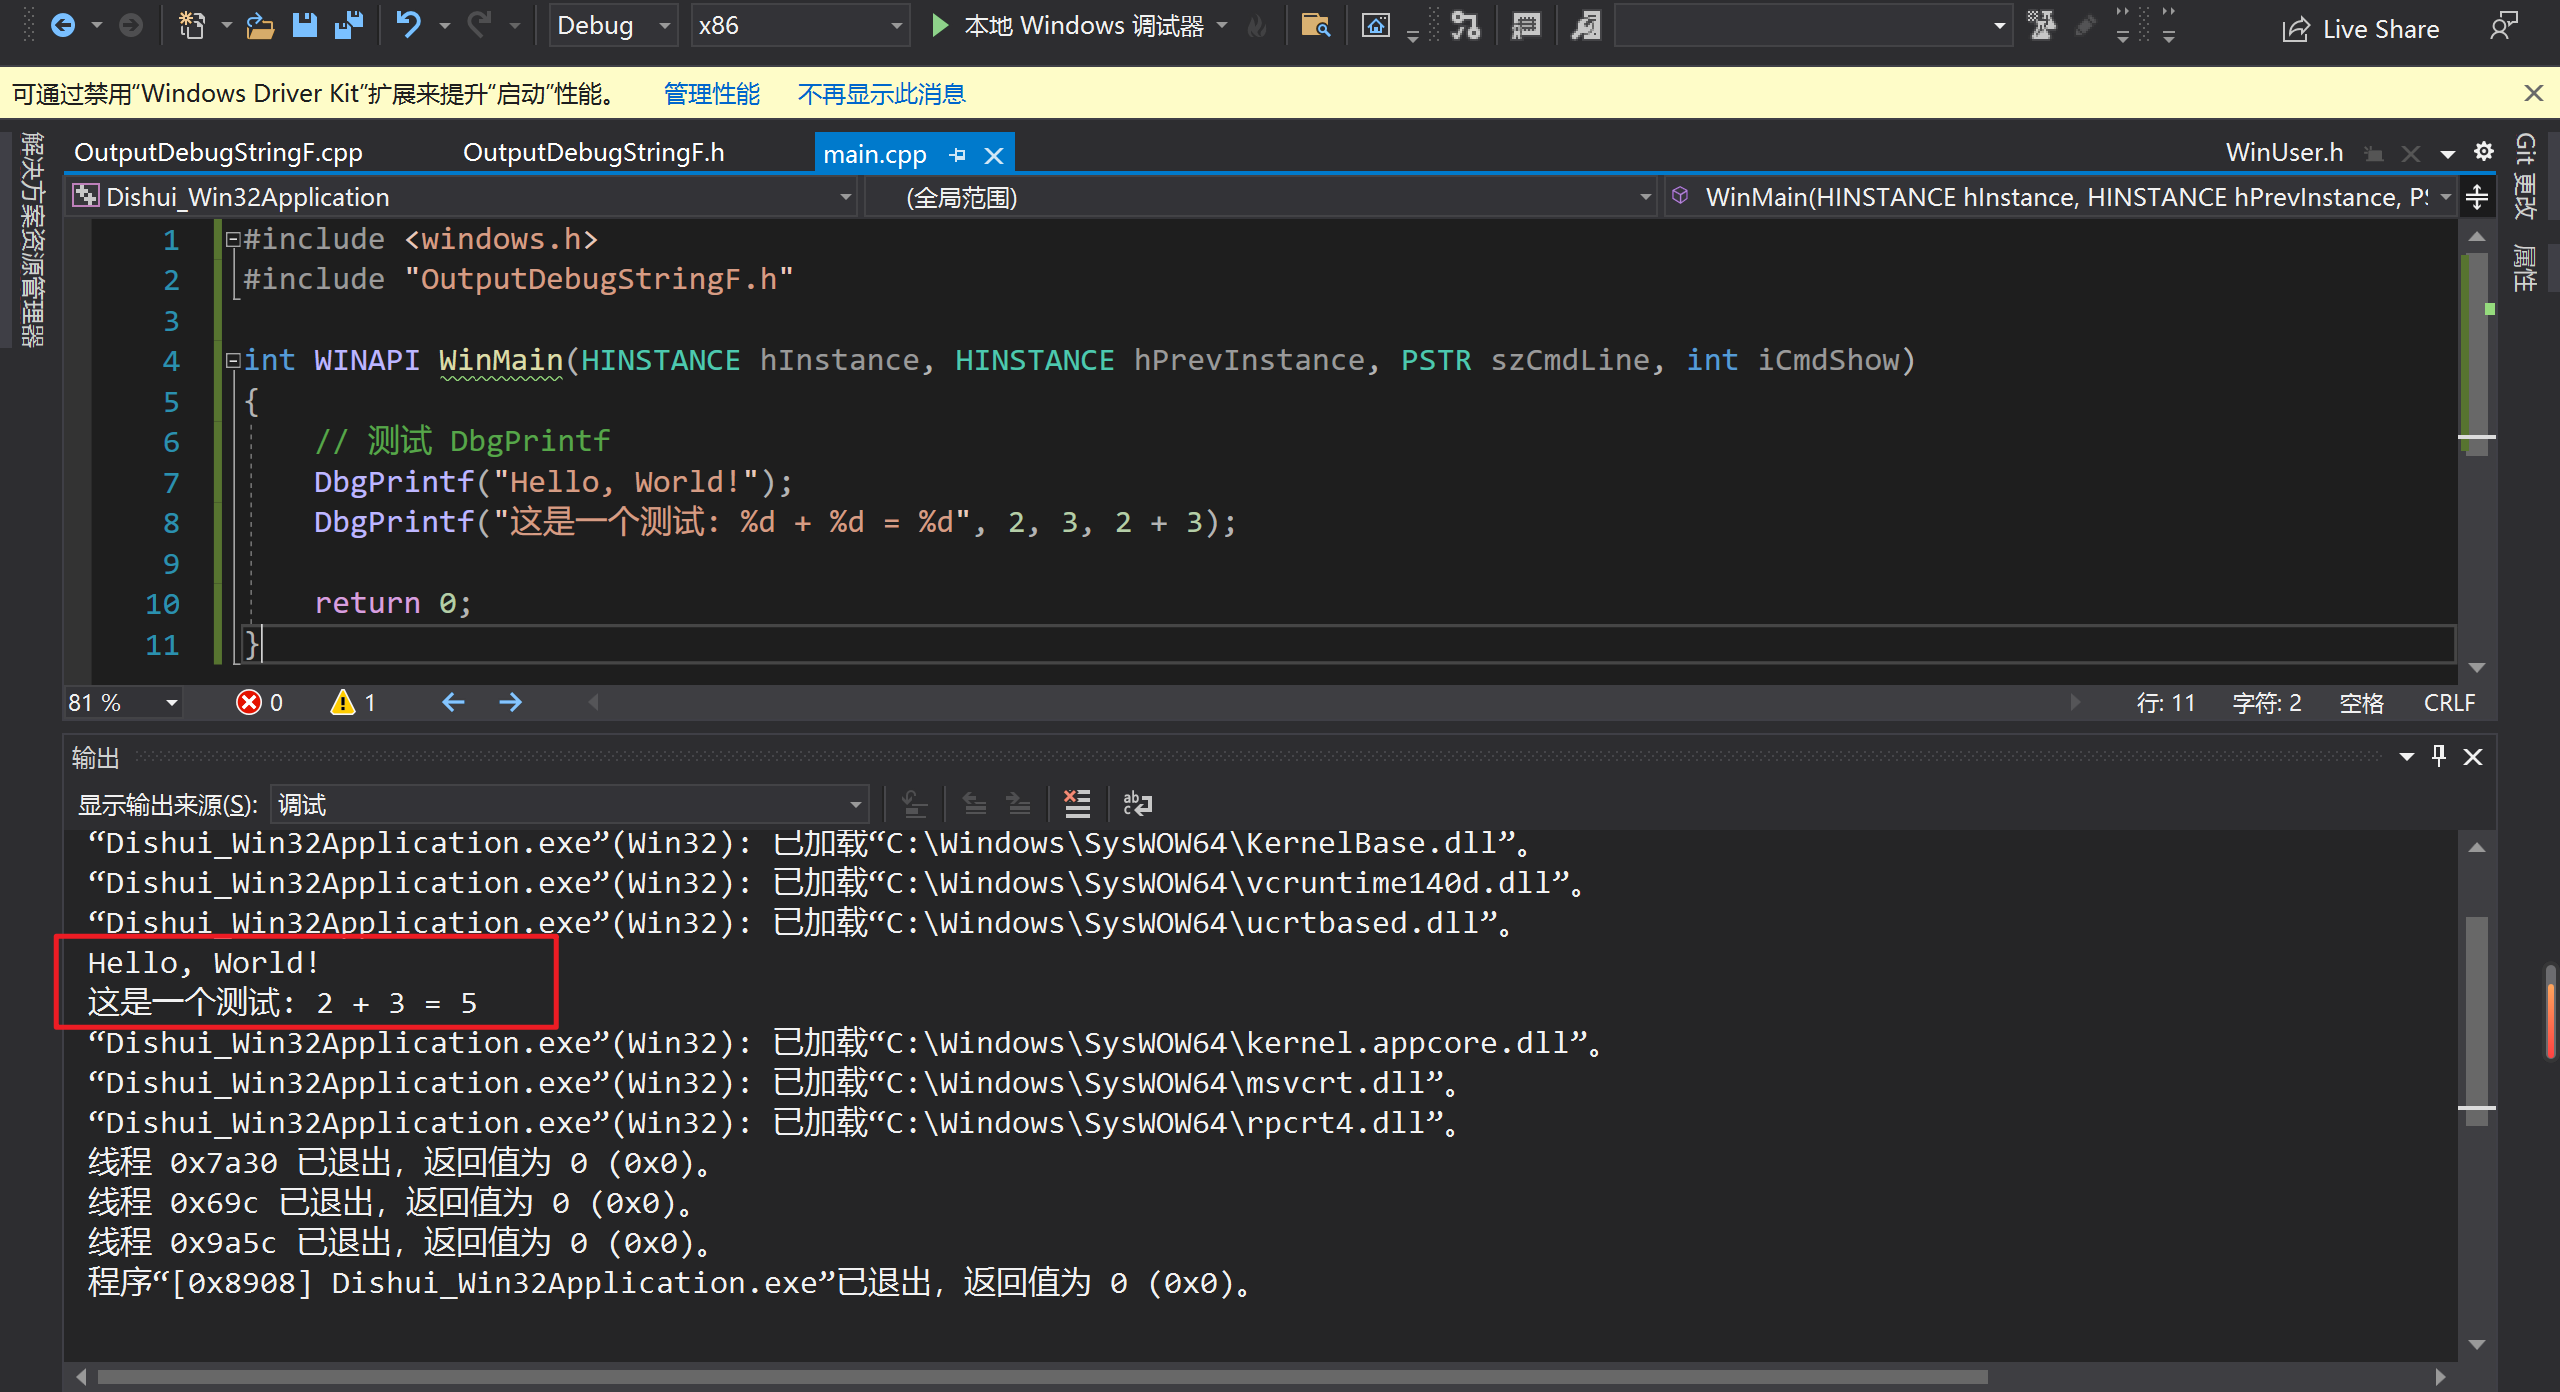 Debug x86 本地 Windows 调试器 Live Share
可通过禁用“Windows Driver Kit”扩展来提升“启动”性能。 管理性能 不再显示此消息
OutputDebugStringF.cpp OutputDebugStringF.h main.cpp WinUser.h
Dishui_Win32Application (全局范围) WinMain(HINSTANCE hInstance, HINSTANCE hPrevInstance, PS
解决方案资源管理器
Git 更改
属性
1 #include <windows.h>
2 #include "OutputDebugStringF.h"
3
4 int WINAPI WinMain(HINSTANCE hInstance, HINSTANCE hPrevInstance, PSTR szCmdLine, int iCmdShow)
5 {
6 // 测试 DbgPrintf
7 DbgPrintf("Hello, World!");
8 DbgPrintf("这是一个测试: %d + %d = %d", 2, 3, 2 + 3);
9
10 return 0;
11 }
81 % 0 1 行: 11 字符: 2 空格 CRLF
输出
显示输出来源(S): 调试
“Dishui_Win32Application.exe”(Win32): 已加载“C:\Windows\SysWOW64\KernelBase.dll”。
“Dishui_Win32Application.exe”(Win32): 已加载“C:\Windows\SysWOW64\vcruntime140d.dll”。
“Dishui_Win32Application.exe”(Win32): 已加载“C:\Windows\SysWOW64\ucrtbased.dll”。
Hello, World!
这是一个测试: 2 + 3 = 5
“Dishui_Win32Application.exe”(Win32): 已加载“C:\Windows\SysWOW64\kernel.appcore.dll”。
“Dishui_Win32Application.exe”(Win32): 已加载“C:\Windows\SysWOW64\msvcrt.dll”。
“Dishui_Win32Application.exe”(Win32): 已加载“C:\Windows\SysWOW64\rpcrt4.dll”。
线程 0x7a30 已退出，返回值为 0 (0x0)。
线程 0x69c 已退出，返回值为 0 (0x0)。
线程 0x9a5c 已退出，返回值为 0 (0x0)。
程序“[0x8908] Dishui_Win32Application.exe”已退出，返回值为 0 (0x0)。